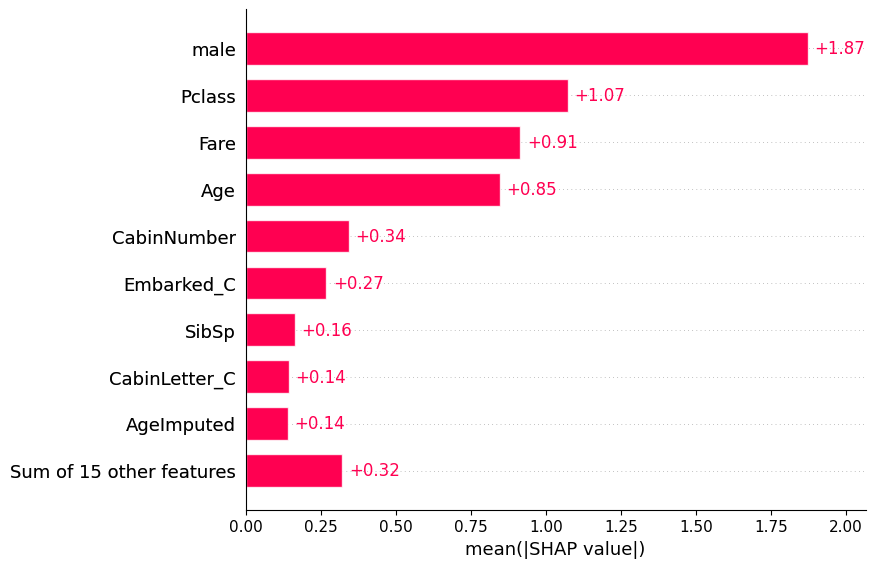 male +1.87
Pclass +1.07
Fare +0.91
Age +0.85
CabinNumber +0.34
Embarked_C +0.27
SibSp +0.16
CabinLetter_C +0.14
AgeImputed +0.14
Sum of 15 other features +0.32
0.00 0.25 0.50 0.75 1.00 1.25 1.50 1.75 2.00
mean(|SHAP value|)